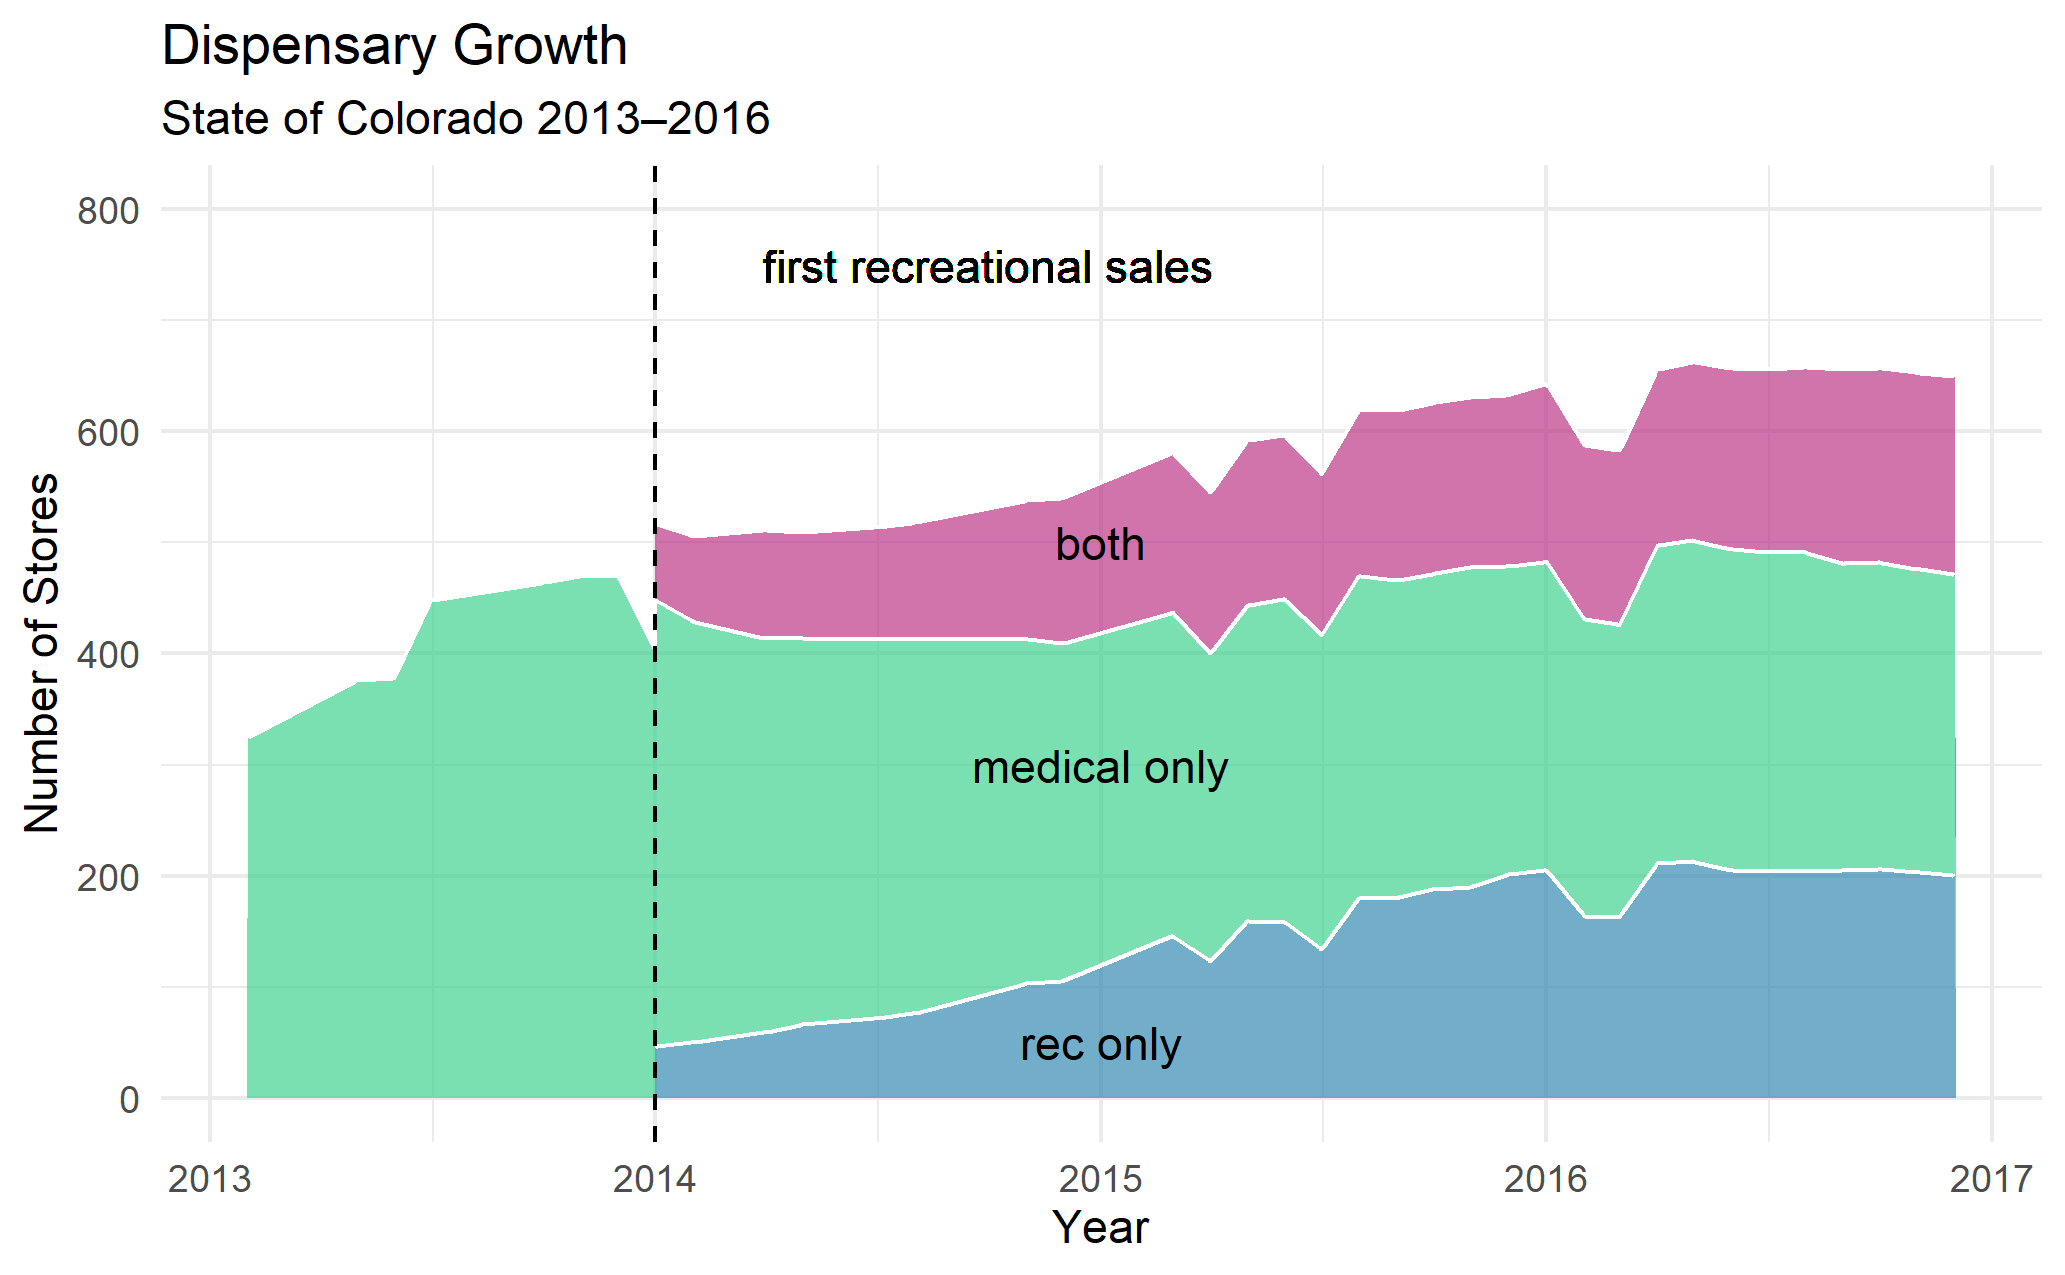 Dispensary Growth
State of Colorado 2013–2016
800
600
400
200
0
Number of Stores
first recreational sales
both
medical only
rec only
2013
2014
2015
2016
2017
Year